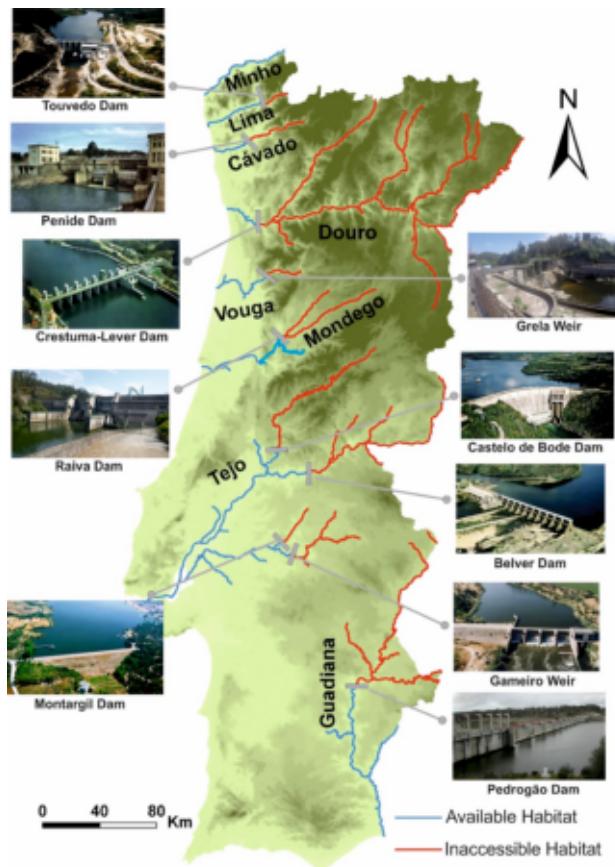 Touvedo Dam
Penide Dam
Crestuma-Lever Dam
Raiva Dam
Montargil Dam
Minho
Lima
Cávado
Douro
Vouga
Mondego
Tejo
Guadiana
N
Grela Weir
Castelo de Bode Dam
Belver Dam
Gameiro Weir
Pedrogão Dam
0 40 80
Km
Available Habitat
Inaccessible Habitat